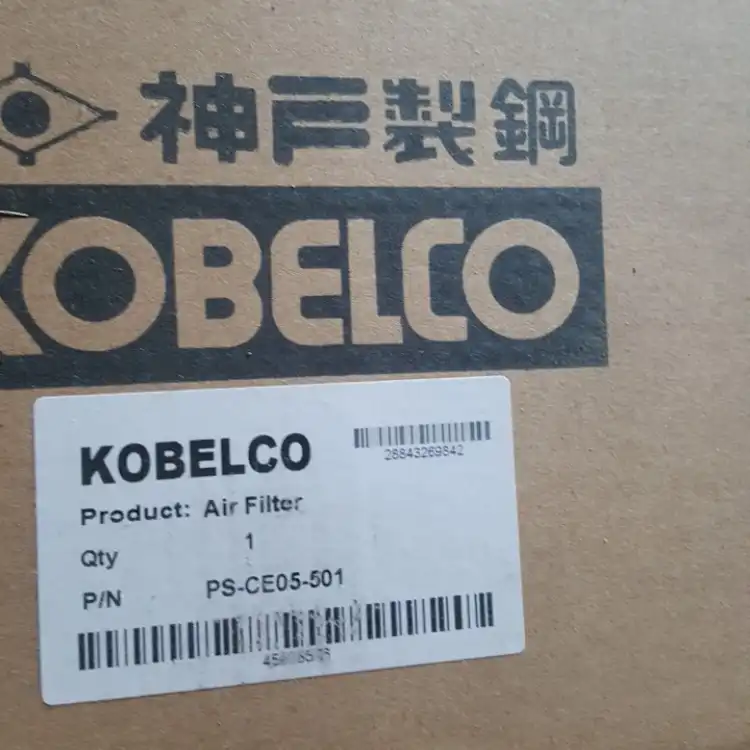 神戸製鋼
KOBELCO
KOBELCO
28843269842
Product: Air Filter
Qty 1
P/N PS-CE05-501